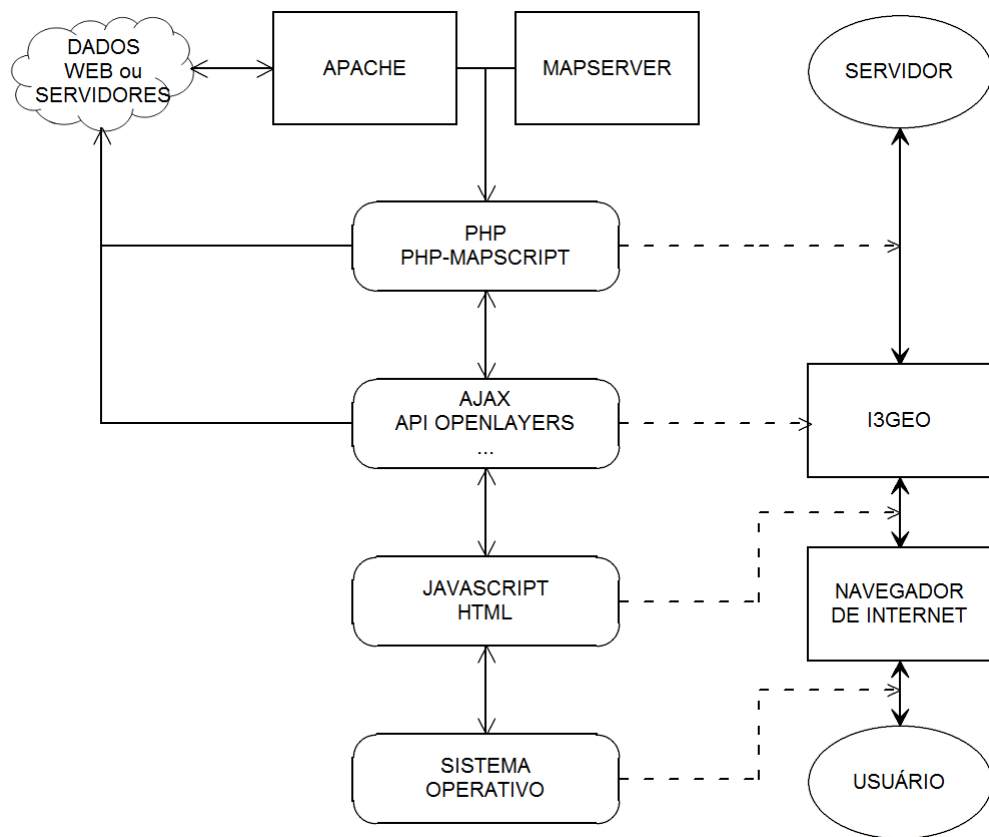 DADOS
WEB ou
SERVIDORES
APACHE
MAPSERVER
SERVIDOR
PHP
PHP-MAPSCRIPT
AJAX
API OPENLAYERS
...
I3GEO
JAVASCRIPT
HTML
NAVEGADOR
DE INTERNET
SISTEMA
OPERATIVO
USUÁRIO